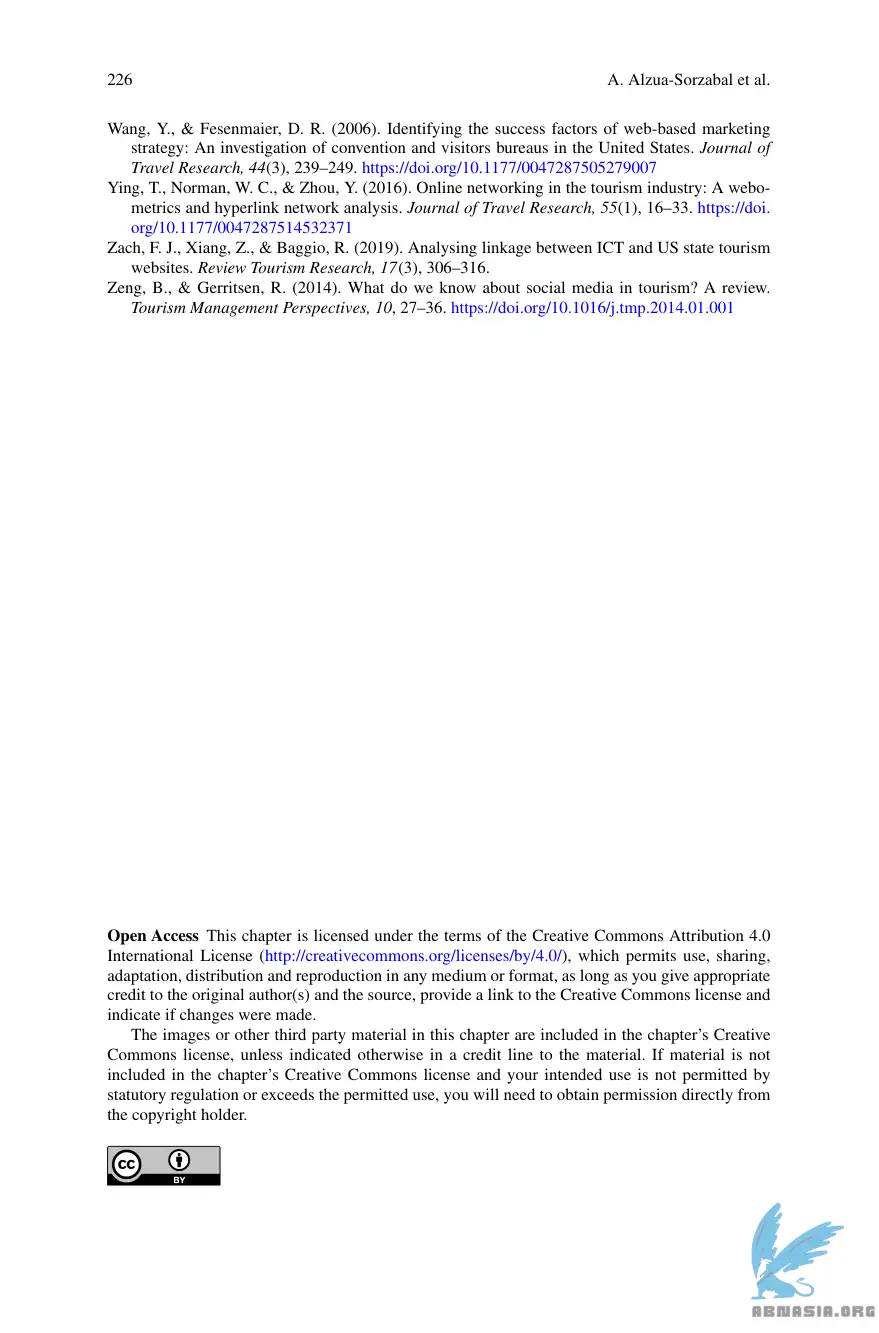 226
A. Alzua-Sorzabal et al.
Wang, Y., & Fesenmaier, D. R. (2006). Identifying the success factors of web-based marketing
strategy: An investigation of convention and visitors bureaus in the United States. Journal of
Travel Research, 44(3), 239–249. https://doi.org/10.1177/0047287505279007
Ying, T., Norman, W. C., & Zhou, Y. (2016). Online networking in the tourism industry: A webo-
metrics and hyperlink network analysis. Journal of Travel Research, 55(1), 16–33. https://doi.
org/10.1177/0047287514532371
Zach, F. J., Xiang, Z., & Baggio, R. (2019). Analysing linkage between ICT and US state tourism
websites. Review Tourism Research, 17(3), 306–316.
Zeng, B., & Gerritsen, R. (2014). What do we know about social media in tourism? A review.
Tourism Management Perspectives, 10, 27–36. https://doi.org/10.1016/j.tmp.2014.01.001
Open Access This chapter is licensed under the terms of the Creative Commons Attribution 4.0
International License (http://creativecommons.org/licenses/by/4.0/), which permits use, sharing,
adaptation, distribution and reproduction in any medium or format, as long as you give appropriate
credit to the original author(s) and the source, provide a link to the Creative Commons license and
indicate if changes were made.
The images or other third party material in this chapter are included in the chapter’s Creative
Commons license, unless indicated otherwise in a credit line to the material. If material is not
included in the chapter’s Creative Commons license and your intended use is not permitted by
statutory regulation or exceeds the permitted use, you will need to obtain permission directly from
the copyright holder.
cc
BY
ABNASIA.ORG